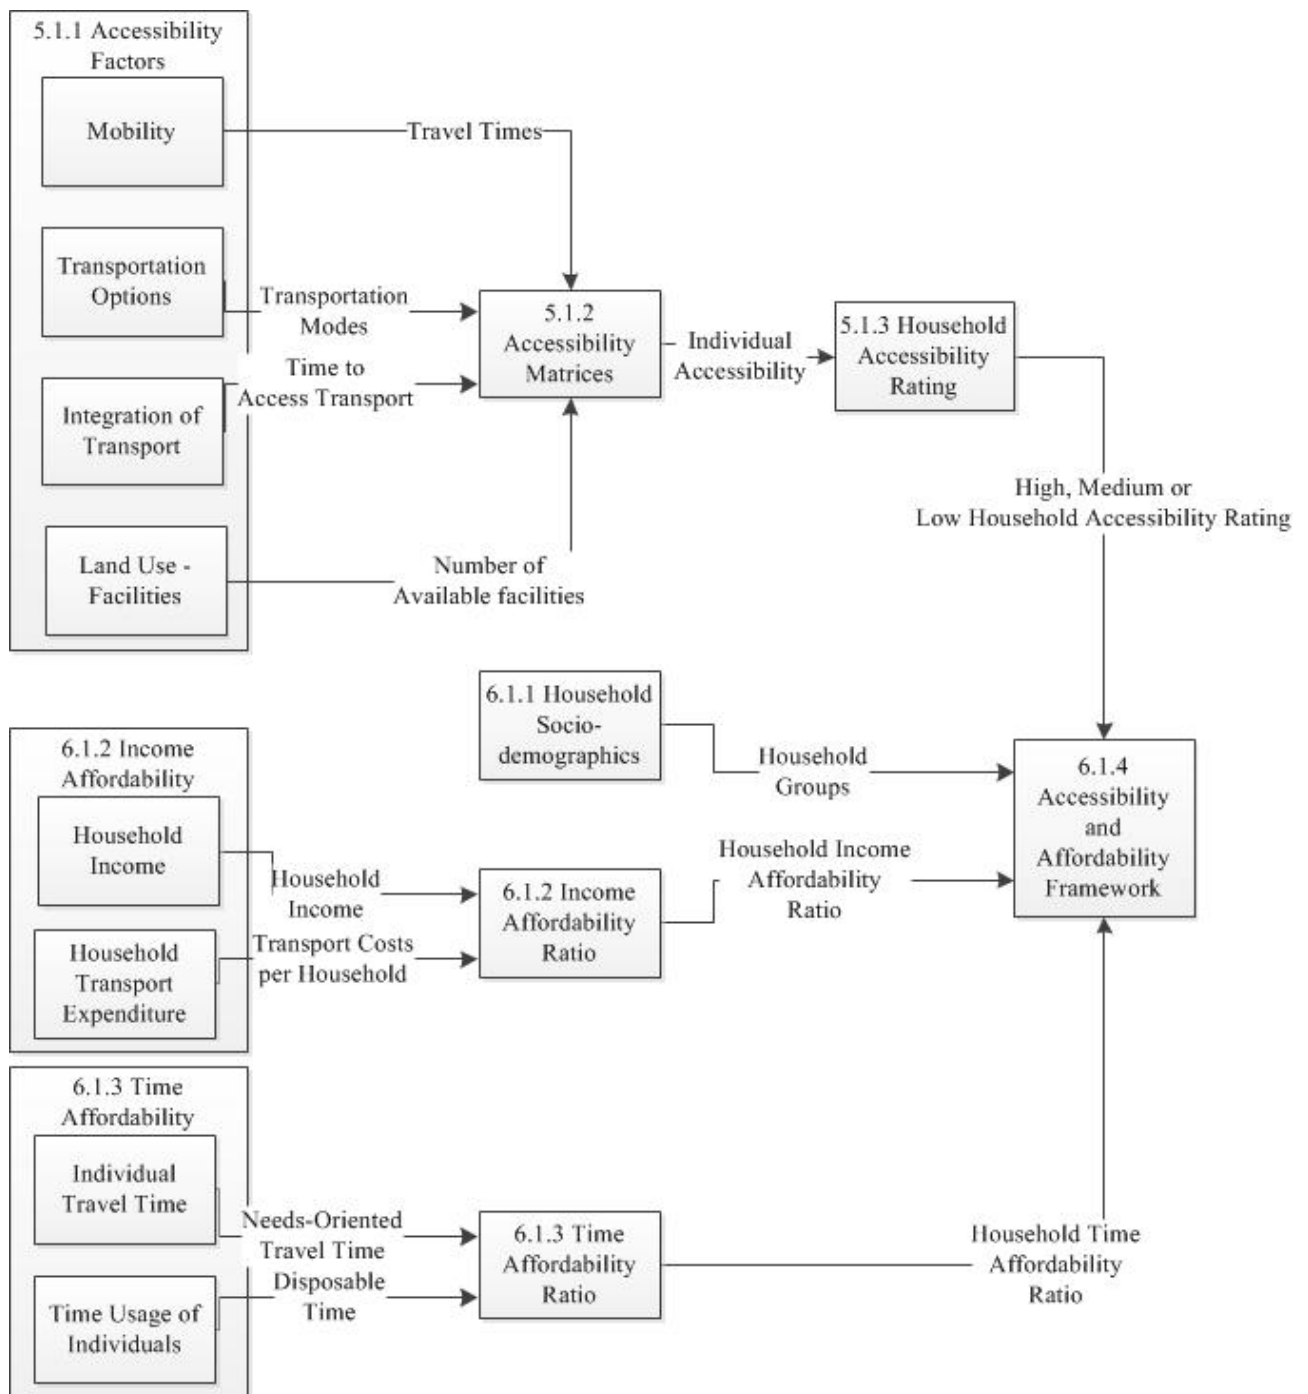 5.1.1 Accessibility
Factors
Mobility
Travel Times
Transportation
Options
Transportation
Modes
Time to
Access Transport
Integration of
Transport
Land Use -
Facilities
Number of
Available facilities
5.1.2
Accessibility
Matrices
Individual
Accessibility
5.1.3 Household
Accessibility
Rating
High, Medium or
Low Household Accessibility Rating
6.1.1 Household
Socio-
demographics
Household
Groups
6.1.2 Income
Affordability
Household
Income
Household
Income
Household
Transport
Expenditure
Transport Costs
per Household
6.1.2 Income
Affordability
Ratio
Household Income
Affordability
Ratio
6.1.4
Accessibility
and
Affordability
Framework
6.1.3 Time
Affordability
Individual
Travel Time
Needs-Oriented
Travel Time
Disposable
Time
Time Usage of
Individuals
6.1.3 Time
Affordability
Ratio
Household Time
Affordability
Ratio